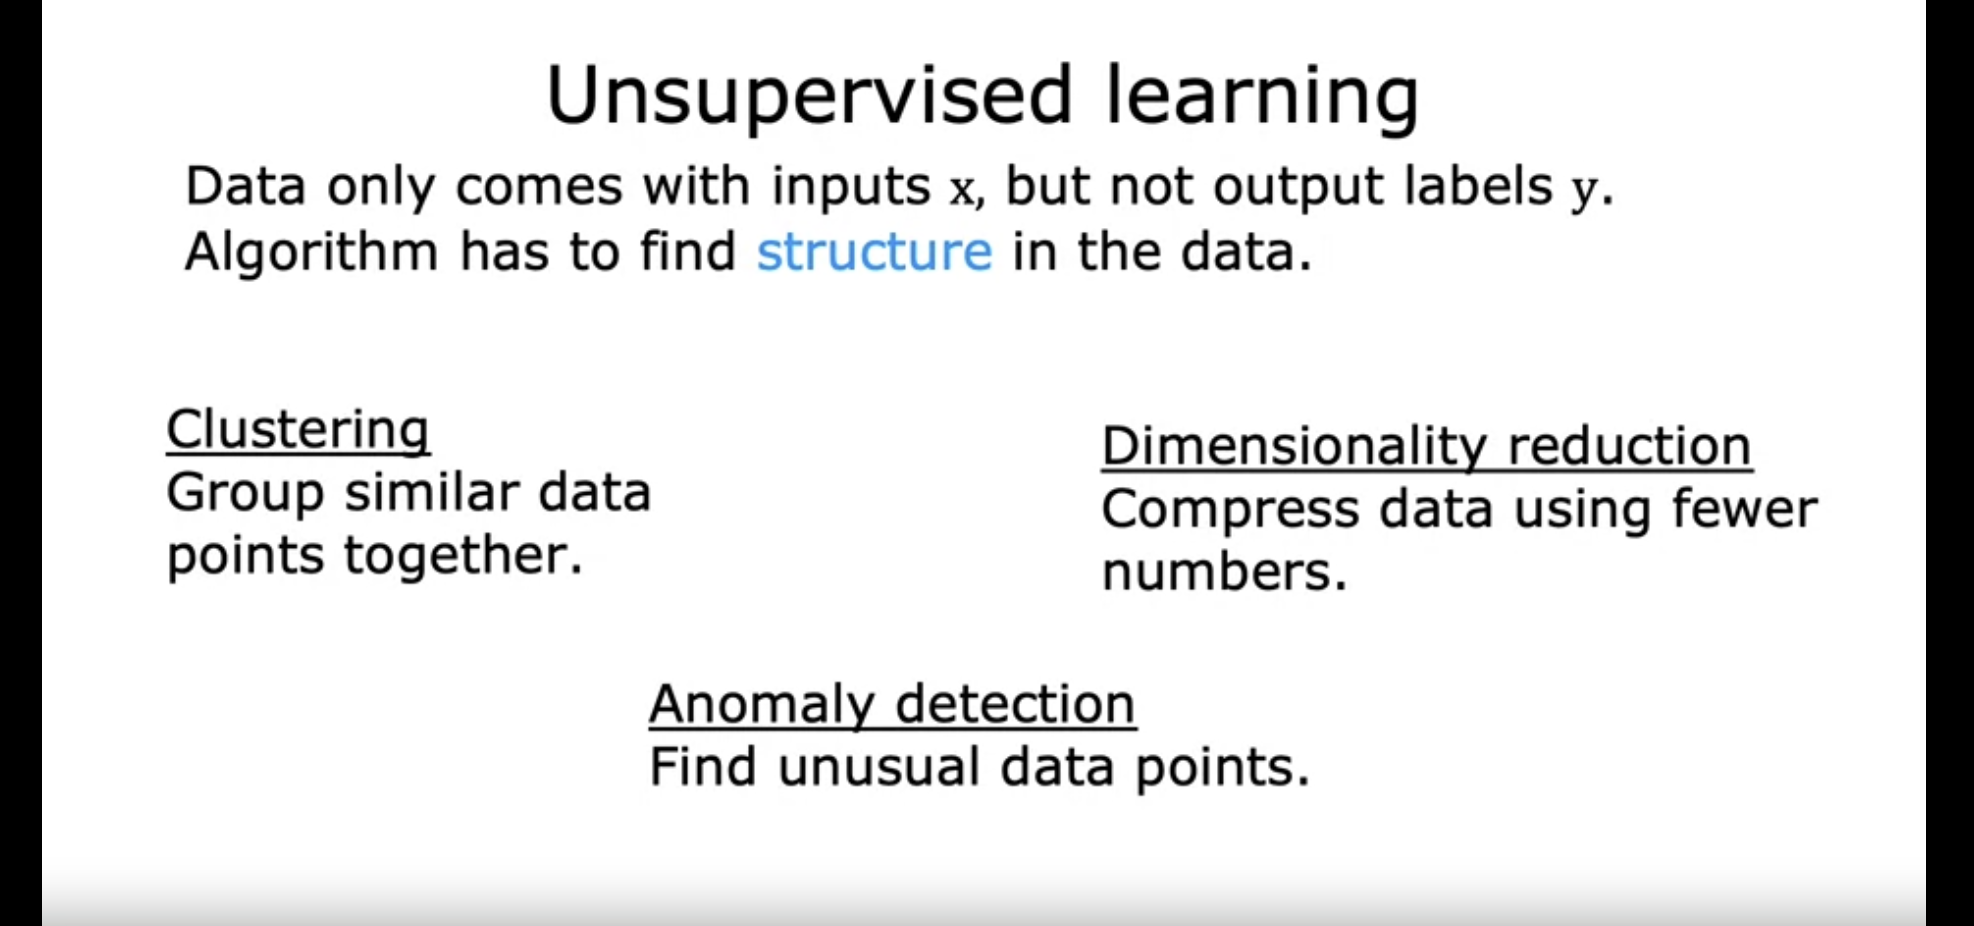 Unsupervised learning
Data only comes with inputs x, but not output labels y.
Algorithm has to find structure in the data.
Clustering
Group similar data
points together.
Dimensionality reduction
Compress data using fewer
numbers.
Anomaly detection
Find unusual data points.